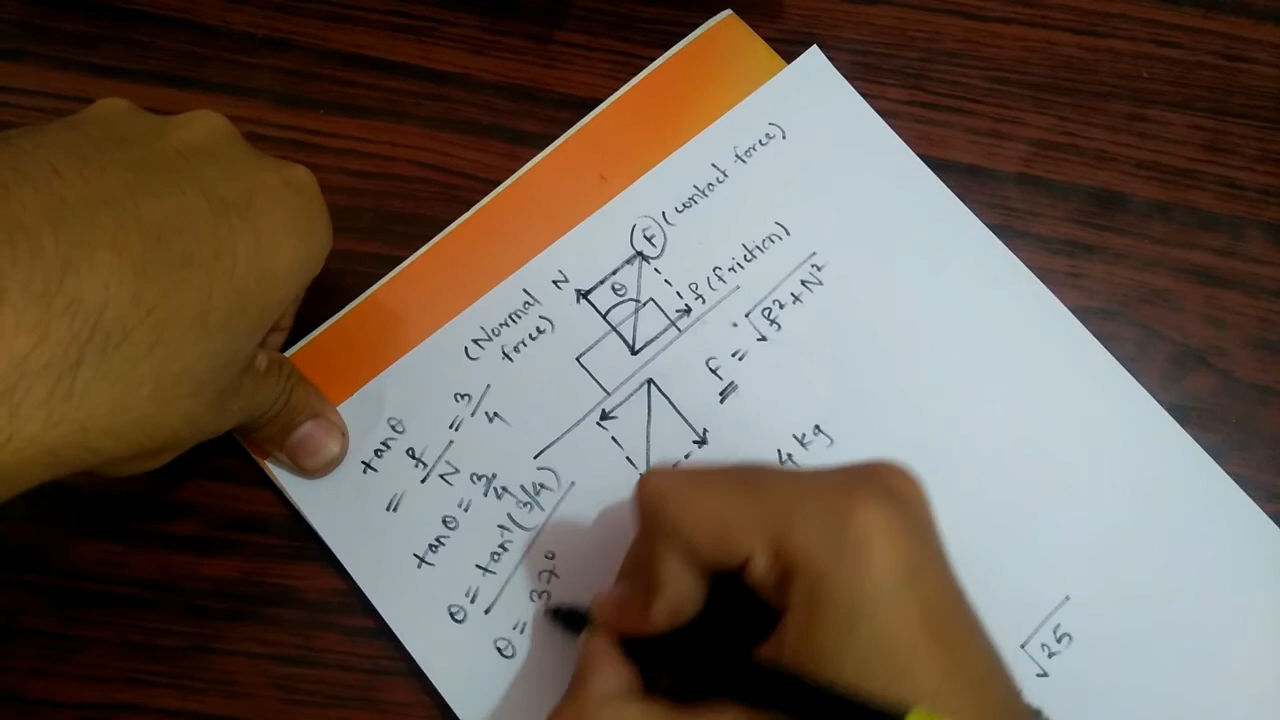 F (contact force)
N
(Normal force)
θ
f (friction)
F = √f² + N²
tanθ
= f/N = 3/4
tanθ = 3/4
θ = tan⁻¹(3/4)
θ = 37°
4 kg
√25